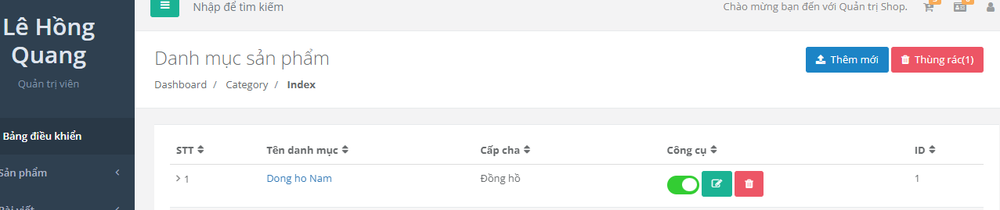 Lê Hồng
Quang
Quản trị viên
Bảng điều khiển
Sản phẩm
Bài viết
Nhập để tìm kiếm
Chào mừng bạn đến với Quản trị Shop.
Danh mục sản phẩm
Thêm mới
Thùng rác(1)
Dashboard / Category / Index
STT Tên danh mục Cấp cha Công cụ ID
1 Dong ho Nam Đồng hồ 1